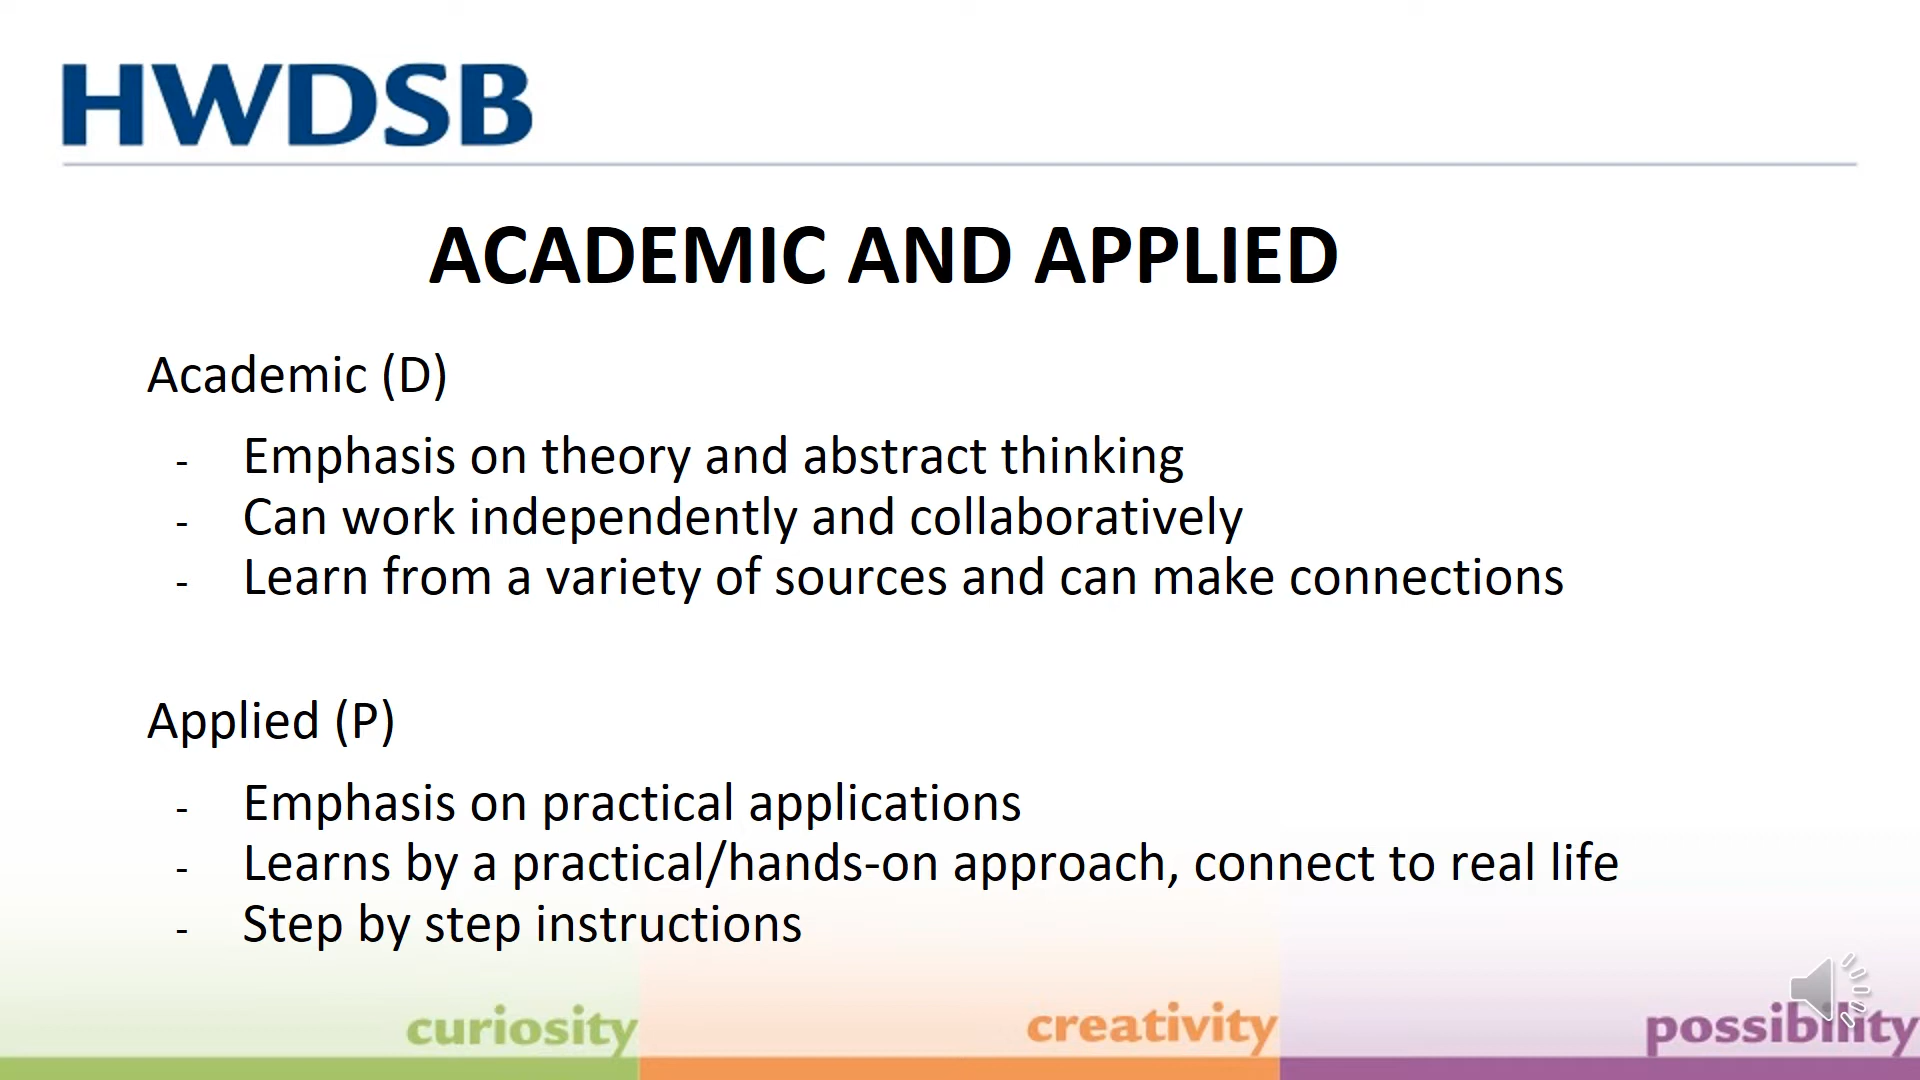 HWDSB
ACADEMIC AND APPLIED
Academic (D)
- Emphasis on theory and abstract thinking
- Can work independently and collaboratively
- Learn from a variety of sources and can make connections
Applied (P)
- Emphasis on practical applications
- Learns by a practical/hands-on approach, connect to real life
- Step by step instructions
curiosity
creativity
possibility